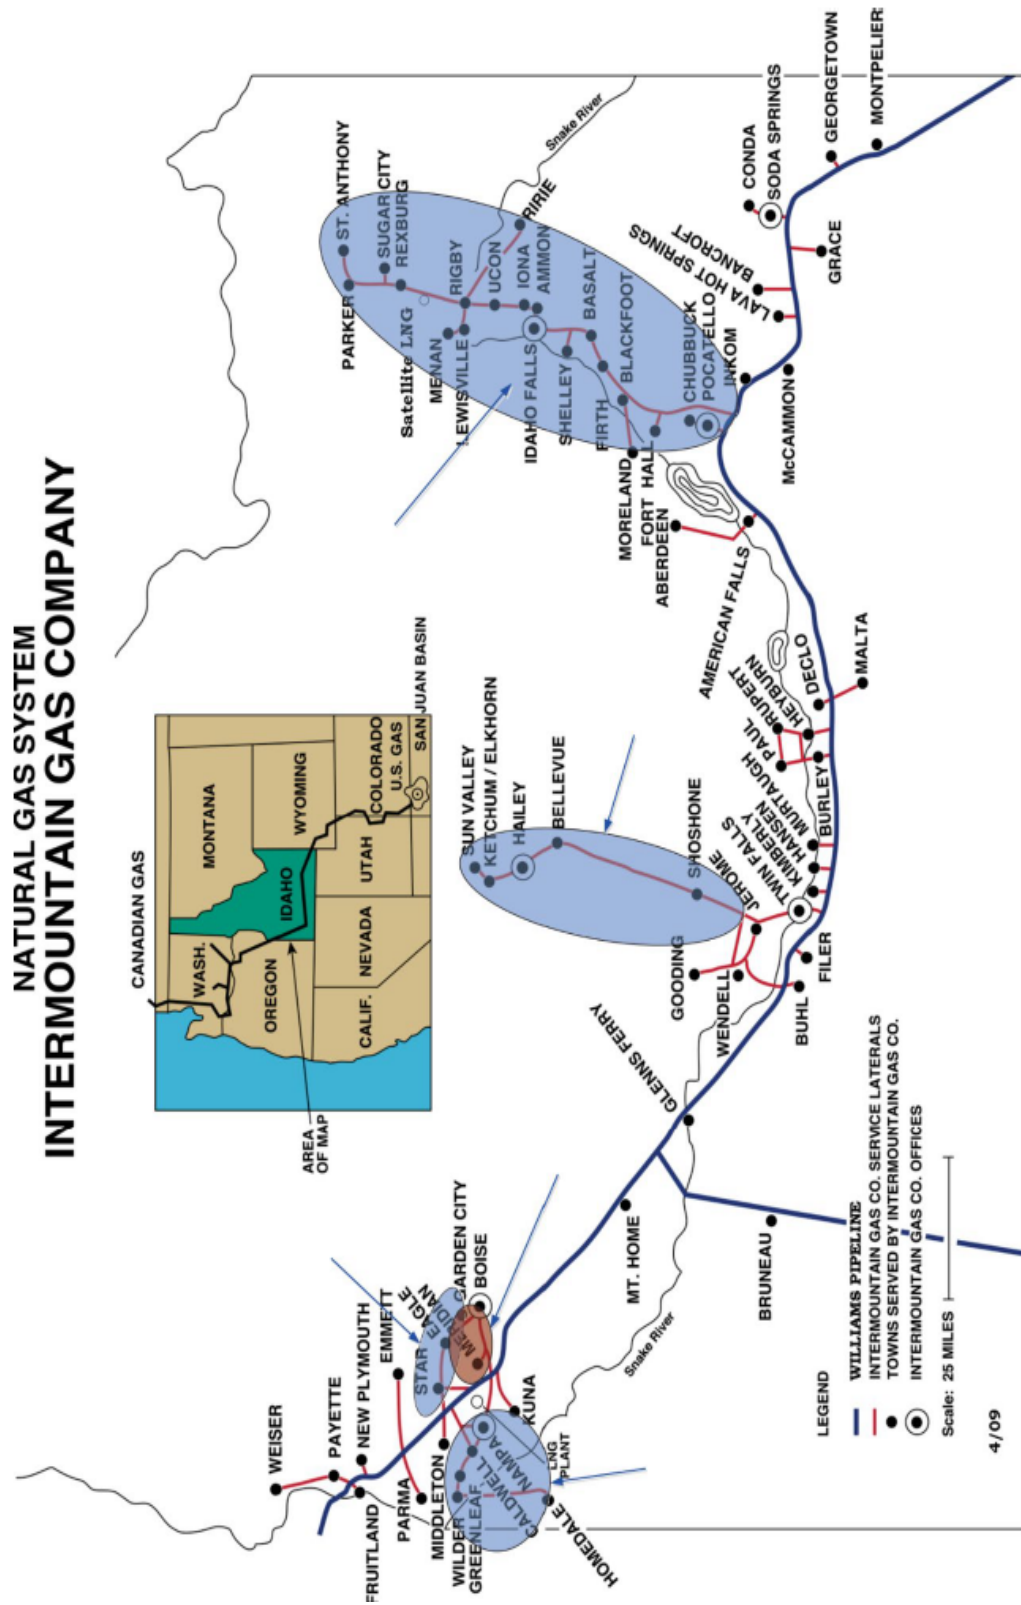 NATURAL GAS SYSTEM
INTERMOUNTAIN GAS COMPANY
CANADIAN GAS
WASH.
MONTANA
OREGON
IDAHO
WYOMING
CALIF.
NEVADA
UTAH
COLORADO
U.S. GAS
SAN JUAN BASIN
AREA
OF MAP
WEISER
PAYETTE
NEW PLYMOUTH
FRUITLAND
EMMETT
PARMA
MIDDLETON
WILDER
GREENLEAF
CALDWELL
NAMPA
HOMEDALE
LNG
PLANT
KUNA
STAR
EAGLE
MERIDIAN
GARDEN CITY
BOISE
MT. HOME
Snake River
BRUNEAU
GLENNS FERRY
SUN VALLEY
KETCHUM / ELKHORN
HAILEY
BELLEVUE
SHOSHONE
GOODING
WENDELL
JEROME
BUHL
FILER
TWIN FALLS
KIMBERLY
HANSEN
MURTAUGH
BURLEY
PAUL
RUPERT
HEYBURN
DECLO
MALTA
AMERICAN FALLS
ABERDEEN
PARKER
ST. ANTHONY
SUGAR CITY
REXBURG
Satellite LNG
MENAN
LEWISVILLE
RIGBY
RIRIE
UCON
IONA
AMMON
IDAHO FALLS
SHELLEY
BASALT
FIRTH
BLACKFOOT
MORELAND
FORT HALL
CHUBBUCK
POCATELLO
INKOM
McCAMMON
LAVA HOT SPRINGS
BANCROFT
GRACE
CONDA
SODA SPRINGS
GEORGETOWN
MONTPELIER
Snake River
LEGEND
WILLIAMS PIPELINE
INTERMOUNTAIN GAS CO. SERVICE LATERALS
TOWNS SERVED BY INTERMOUNTAIN GAS CO.
INTERMOUNTAIN GAS CO. OFFICES
Scale: 25 MILES
4/09